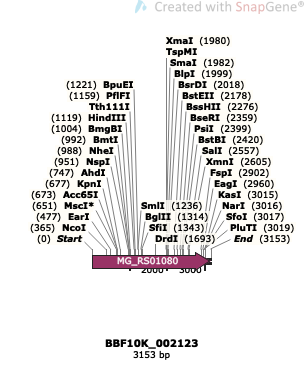 Created with SnapGene®
XmaI (1980)
TspMI
SmaI (1982)
(1221) BpuEI BlpI (1999)
(1159) PflFI BsrDI (2018)
Tth111I BstEII (2178)
(1119) HindIII BssHII (2276)
(1004) BmgBI BseRI (2359)
(992) BmtI PsiI (2399)
(988) NheI BstBI (2420)
(951) NspI SalI (2557)
(747) AhdI XmnI (2605)
(677) KpnI FspI (2902)
(673) Acc65I EagI (2960)
(651) MscI* SmlI (1236) KasI (3015)
(477) EarI BglII (1314) NarI (3016)
(365) NcoI SfiI (1343) SfoI (3017)
(0) Start DrdI (1693) PluTI (3019)
End (3153)
MG_RS01080
2000 3000
BBF10K_002123
3153 bp